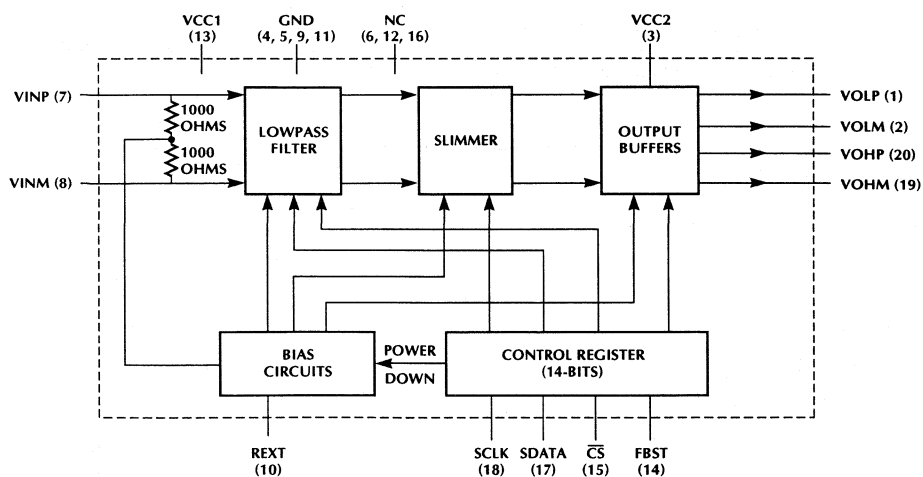 VCC1
(13)
GND
(4, 5, 9, 11)
NC
(6, 12, 16)
VCC2
(3)
VINP (7)
1000
OHMS
1000
OHMS
VINM (8)
LOWPASS
FILTER
SLIMMER
OUTPUT
BUFFERS
VOLP (1)
VOLM (2)
VOHP (20)
VOHM (19)
BIAS
CIRCUITS
POWER
DOWN
CONTROL REGISTER
(14-BITS)
REXT
(10)
SCLK
(18)
SDATA
(17)
C̅S̅
(15)
FBST
(14)